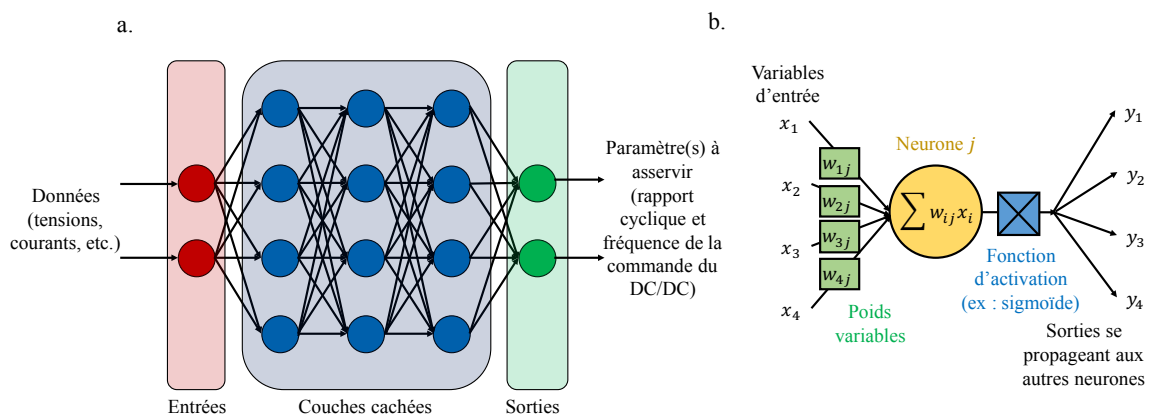 a.
Données
(tensions,
courants, etc.)
Entrées
Couches cachées
Sorties
Paramètre(s) à
asservir
(rapport
cyclique et
fréquence de la
commande du
DC/DC)
b.
Variables
d'entrée
x₁
x₂
x₃
x₄
w₁ⱼ
w₂ⱼ
w₃ⱼ
w₄ⱼ
Poids
variables
Neurone j
∑ wᵢⱼxᵢ
Fonction
d'activation
(ex : sigmoïde)
y₁
y₂
y₃
y₄
Sorties se
propageant aux
autres neurones